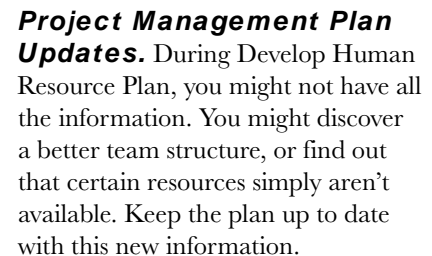 Project Management Plan
Updates. During Develop Human
Resource Plan, you might not have all
the information. You might discover
a better team structure, or find out
that certain resources simply aren’t
available. Keep the plan up to date
with this new information.